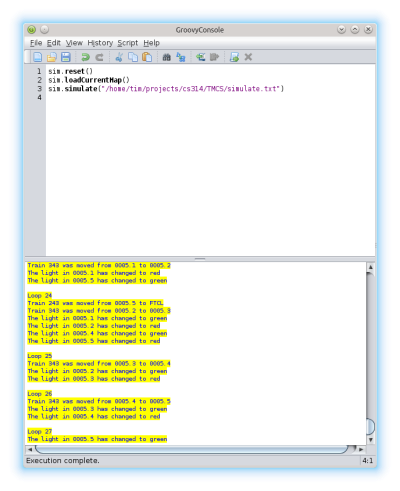 GroovyConsole
File Edit View History Script Help
1 sim.reset()
2 sim.loadCurrentMap()
3 sim.simulate("/home/tim/projects/cs314/TMCS/simulate.txt")
4
Train 343 was moved from 0005.1 to 0005.2
The light in 0005.1 has changed to red
The light in 0005.5 has changed to green
Loop 24
Train 243 was moved from 0005.5 to FTCL
Train 343 was moved from 0005.2 to 0005.3
The light in 0005.1 has changed to green
The light in 0005.2 has changed to red
The light in 0005.4 has changed to green
The light in 0005.5 has changed to red
Loop 25
Train 343 was moved from 0005.3 to 0005.4
The light in 0005.2 has changed to green
The light in 0005.3 has changed to red
Loop 26
Train 343 was moved from 0005.4 to 0005.5
The light in 0005.3 has changed to green
The light in 0005.4 has changed to red
Loop 27
The light in 0005.5 has changed to green
Execution complete.
4:1